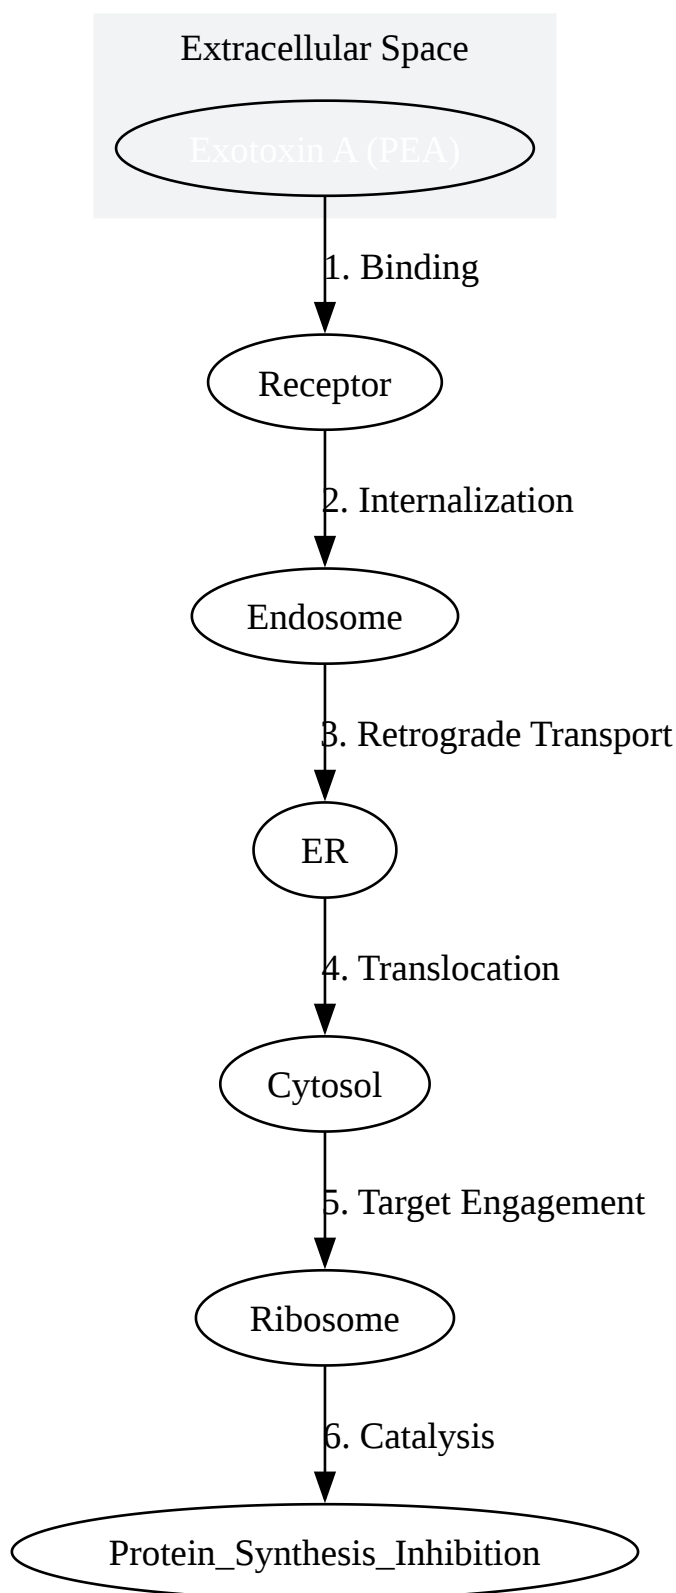 Extracellular Space
Exotoxin A (PEA)
1. Binding
Receptor
2. Internalization
Endosome
3. Retrograde Transport
ER
4. Translocation
Cytosol
5. Target Engagement
Ribosome
6. Catalysis
Protein_Synthesis_Inhibition